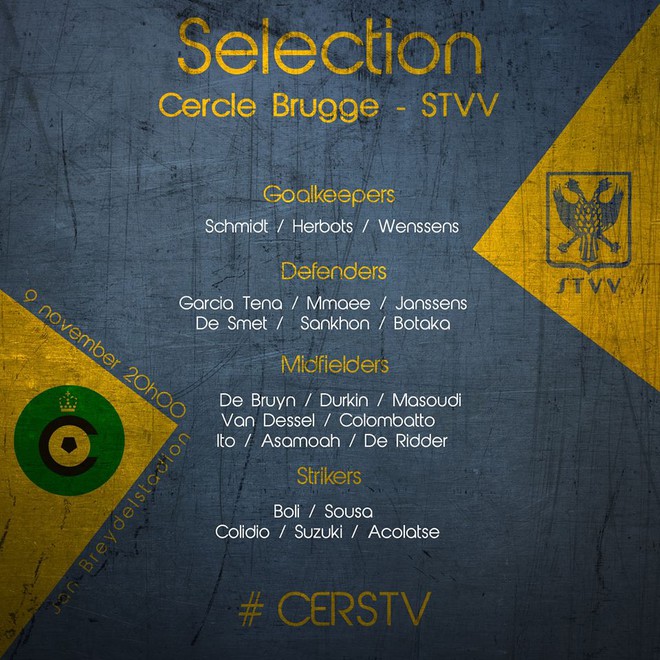 Selection
Cercle Brugge - STVV
Goalkeepers
Schmidt / Herbots / Wenssens
Defenders
Garcia Tena / Mmaee / Janssens
De Smet / Sankhon / Botaka
Midfielders
De Bruyn / Durkin / Masoudi
Van Dessel / Colombatto
Ito / Asamoah / De Ridder
Strikers
Boli / Sousa
Colidio / Suzuki / Acolatse
# CERSTV
STVV
9 november 20h00
Jan Breydelstadion
C